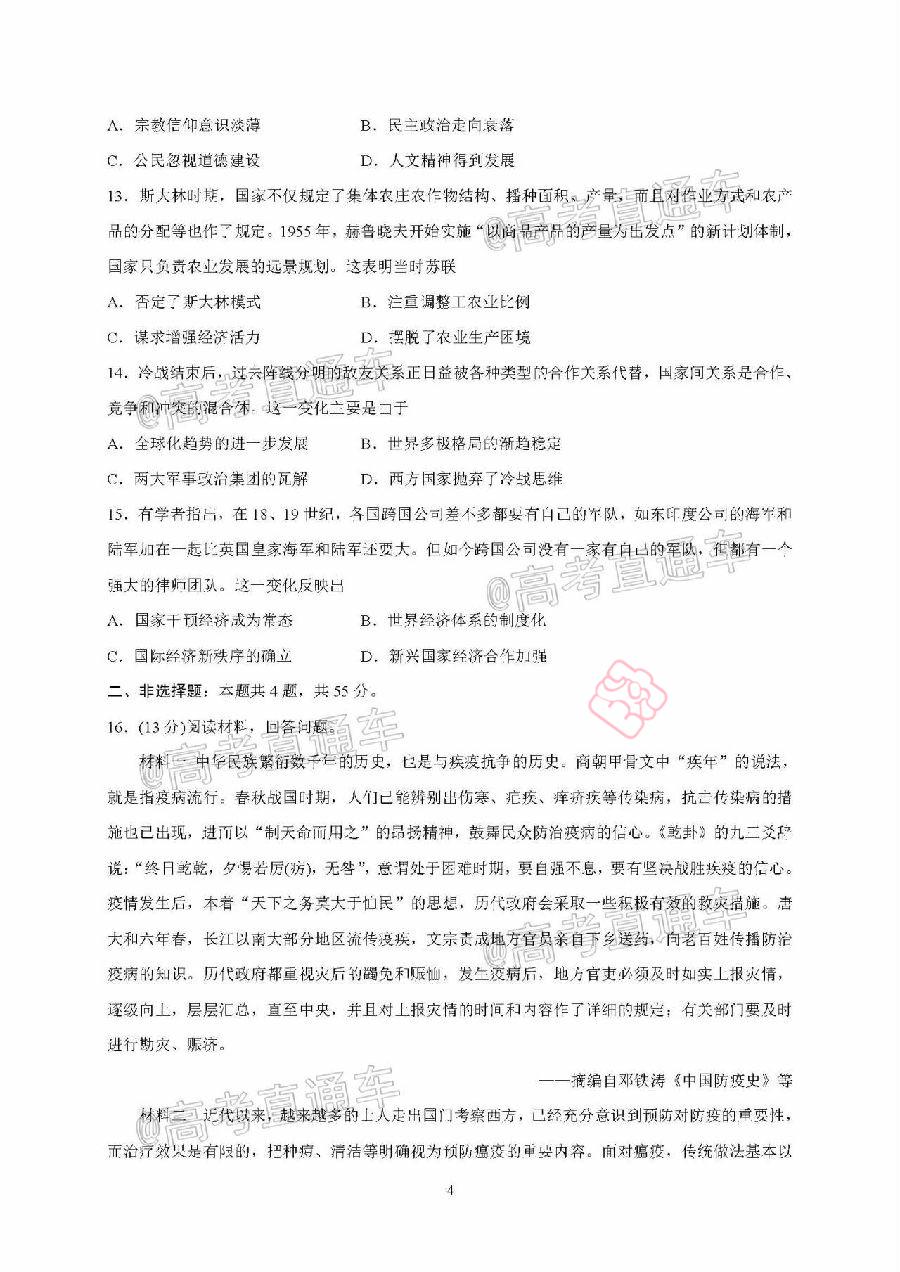 A．宗教信仰意识淡薄 B．民主政治走向衰落
C．公民忽视道德建设 D．人文精神得到发展
13．斯大林时期，国家不仅规定了集体农庄农作物结构、播种面积、产量，而且对作业方式和农产
品的分配等也作了规定。1955年，赫鲁晓夫开始实施“以商品产品的产量为出发点”的新计划体制，
国家只负责农业发展的远景规划。这表明当时苏联
A．否定了斯大林模式 B．注重调整工农业比例
C．谋求增强经济活力 D．摆脱了农业生产困境
14．冷战结束后，过去阵线分明的敌友关系正日益被各种类型的合作关系代替，国家间关系是合作、
竞争和冲突的混合体。这一变化主要是由于
A．全球化趋势的进一步发展 B．世界多极格局的渐趋稳定
C．两大军事政治集团的瓦解 D．西方国家抛弃了冷战思维
15．有学者指出，在18、19世纪，各国跨国公司差不多都要有自己的军队，如东印度公司的海军和
陆军加在一起比英国皇家海军和陆军还要大。但如今跨国公司没有一家有自己的军队，但都有一个
强大的律师团队。这一变化反映出
A．国家干预经济成为常态 B．世界经济体系的制度化
C．国际经济新秩序的确立 D．新兴国家经济合作加强
二、非选择题：本题共4题，共55分。
16．(13分)阅读材料，回答问题。
材料一 中华民族繁衍数千年的历史，也是与疾疫抗争的历史。商朝甲骨文中“疾年”的说法，
就是指疫病流行。春秋战国时期，人们已能辨别出伤寒、疟疾、痒疥疾等传染病，抗击传染病的措
施也已出现，进而以“制天命而用之”的昂扬精神，鼓舞民众防治疫病的信心。《乾卦》的九三爻辞
说：“终日乾乾，夕惕若厉(疠)，无咎”，意谓处于困难时期，要自强不息，要有坚决战胜疾疫的信心。
疫情发生后，本着“天下之务莫大于恤民”的思想，历代政府会采取一些积极有效的救灾措施。唐
大和六年春，长江以南大部分地区流传疫疾，文宗责成地方官员亲自下乡送药，向老百姓传播防治
疫病的知识。历代政府都重视灾后的蠲免和赈恤，发生疫病后，地方官吏必须及时如实上报灾情，
逐级向上，层层汇总，直至中央，并且对上报灾情的时间和内容作了详细的规定；有关部门要及时
进行勘灾、赈济。
——摘编自邓铁涛《中国防疫史》等
材料二 近代以来，越来越多的士人走出国门考察西方，已经充分意识到预防对防疫的重要性，
而治疗效果是有限的，把种痘、清洁等明确视为预防瘟疫的重要内容。面对瘟疫，传统做法基本以
4
@高考直通车
@高考直通车
@高考直通车
@高考直通车
@高考直通车
@高考直通车